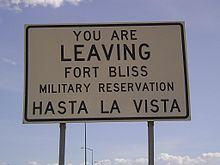 YOU ARE
LEAVING
FORT BLISS
MILITARY RESERVATION
HASTA LA VISTA